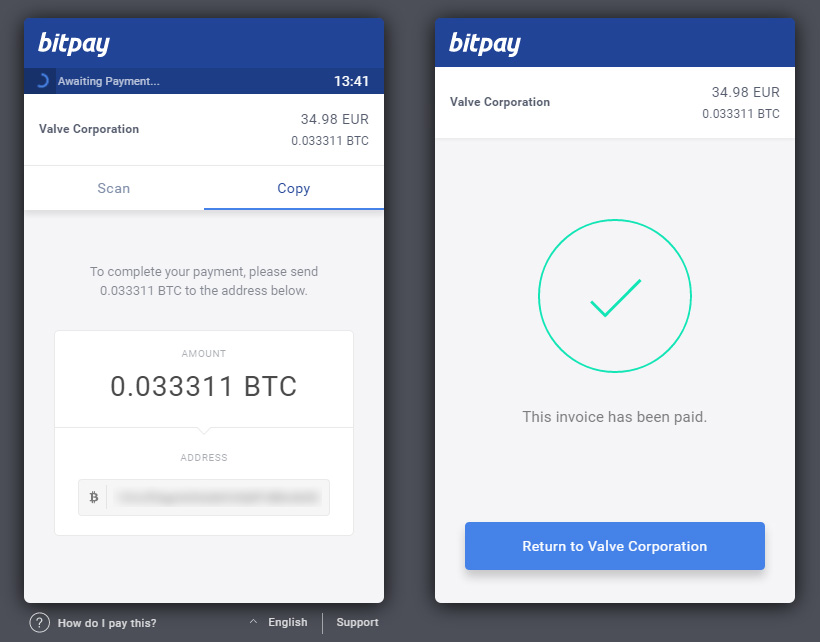 bitpay
Awaiting Payment... 13:41
Valve Corporation
34.98 EUR
0.033311 BTC
Scan Copy
To complete your payment, please send
0.033311 BTC to the address below.
AMOUNT
0.033311 BTC
ADDRESS
? How do I pay this? English Support
bitpay
Valve Corporation
34.98 EUR
0.033311 BTC
This invoice has been paid.
Return to Valve Corporation